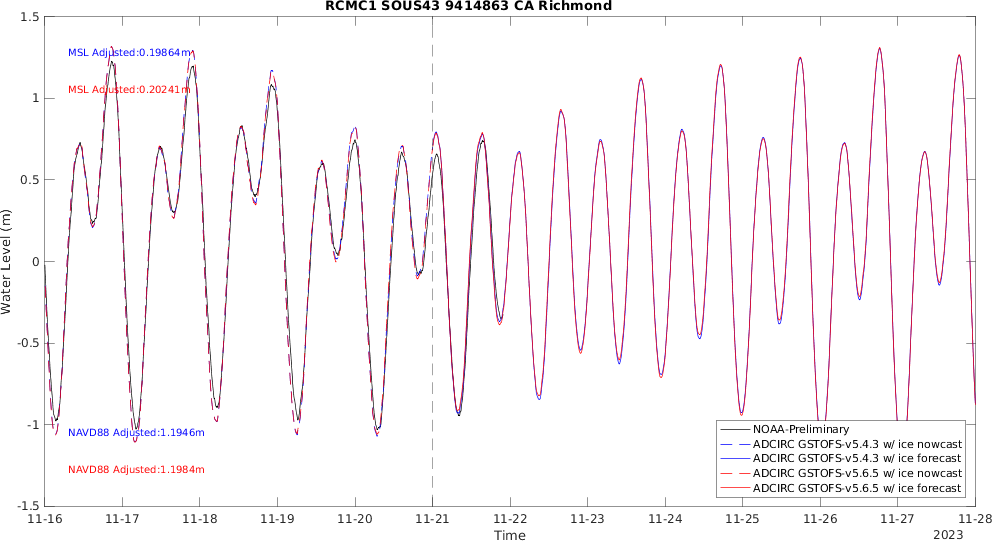 RCMC1 SOUS43 9414863 CA Richmond
1.5
1
0.5
0
-0.5
-1
-1.5
Water Level (m)
MSL Adjusted:0.19864m
MSL Adjusted:0.20241m
NAVD88 Adjusted:1.1946m
NAVD88 Adjusted:1.1984m
NOAA-Preliminary
ADCIRC GSTOFS-v5.4.3 w/ ice nowcast
ADCIRC GSTOFS-v5.4.3 w/ ice forecast
ADCIRC GSTOFS-v5.6.5 w/ ice nowcast
ADCIRC GSTOFS-v5.6.5 w/ ice forecast
11-16 11-17 11-18 11-19 11-20 11-21 11-22 11-23 11-24 11-25 11-26 11-27 11-28
Time
2023